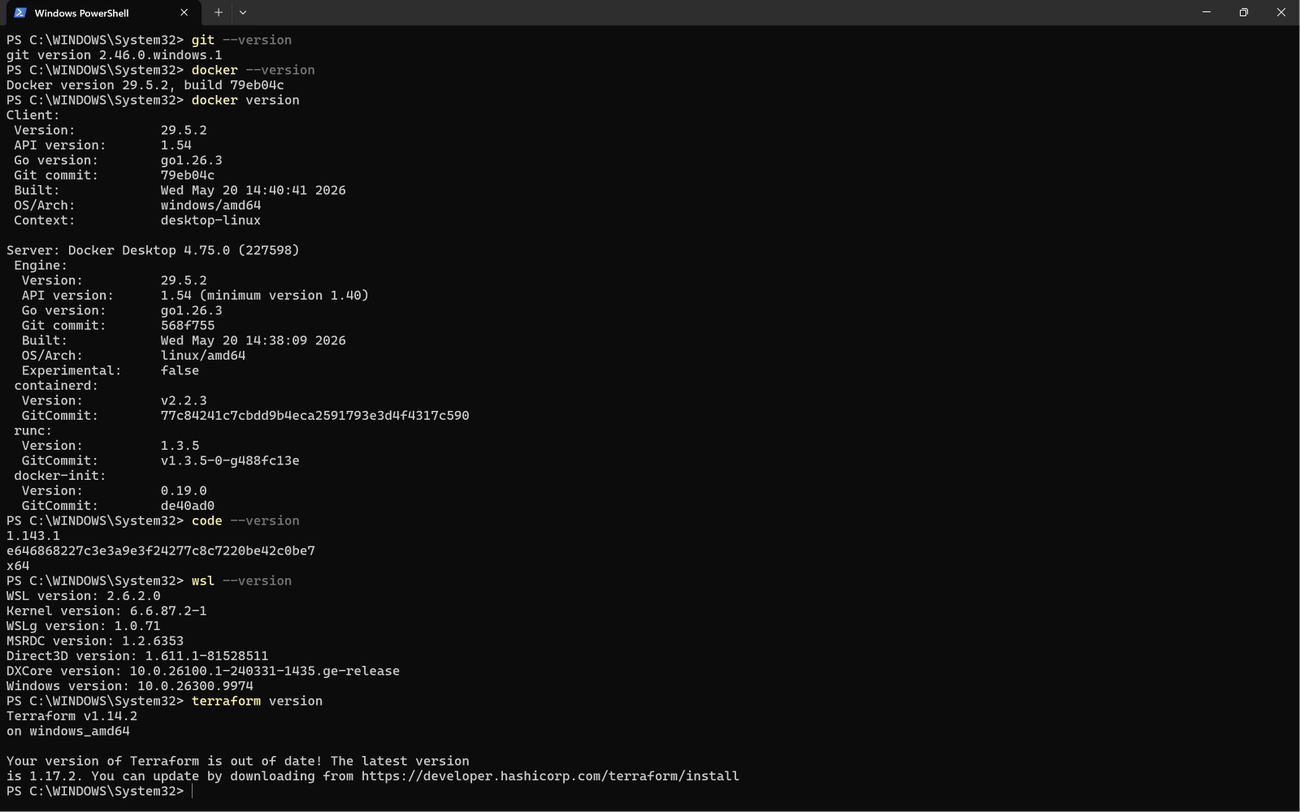 Windows PowerShell
PS C:\WINDOWS\System32> git --version
git version 2.46.0.windows.1
PS C:\WINDOWS\System32> docker --version
Docker version 29.5.2, build 79eb04c
PS C:\WINDOWS\System32> docker version
Client:
 Version:           29.5.2
 API version:       1.54
 Go version:        go1.26.3
 Git commit:        79eb04c
 Built:             Wed May 20 14:40:41 2026
 OS/Arch:           windows/amd64
 Context:           desktop-linux

Server: Docker Desktop 4.75.0 (227598)
 Engine:
  Version:          29.5.2
  API version:      1.54 (minimum version 1.40)
  Go version:       go1.26.3
  Git commit:       568f755
  Built:            Wed May 20 14:38:09 2026
  OS/Arch:          linux/amd64
  Experimental:     false
 containerd:
  Version:          v2.2.3
  GitCommit:        77c84241c7cbdd9b4eca2591793e3d4f4317c590
 runc:
  Version:          1.3.5
  GitCommit:        v1.3.5-0-g488fc13e
 docker-init:
  Version:          0.19.0
  GitCommit:        de40ad0
PS C:\WINDOWS\System32> code --version
1.143.1
e646868227c3e3a9e3f24277c8c7220be42c0be7
x64
PS C:\WINDOWS\System32> wsl --version
WSL version: 2.6.2.0
Kernel version: 6.6.87.2-1
WSLg version: 1.0.71
MSRDC version: 1.2.6353
Direct3D version: 1.611.1-81528511
DXCore version: 10.0.26100.1-240331-1435.ge-release
Windows version: 10.0.26300.9974
PS C:\WINDOWS\System32> terraform version
Terraform v1.14.2
on windows_amd64

Your version of Terraform is out of date! The latest version
is 1.17.2. You can update by downloading from https://developer.hashicorp.com/terraform/install
PS C:\WINDOWS\System32>